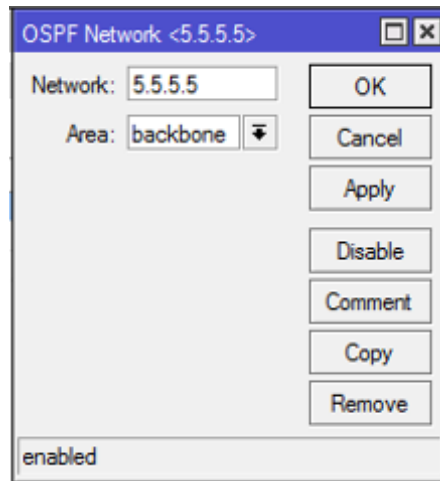 OSPF Network <5.5.5.5>
Network: 5.5.5.5
Area: backbone
OK
Cancel
Apply
Disable
Comment
Copy
Remove
enabled